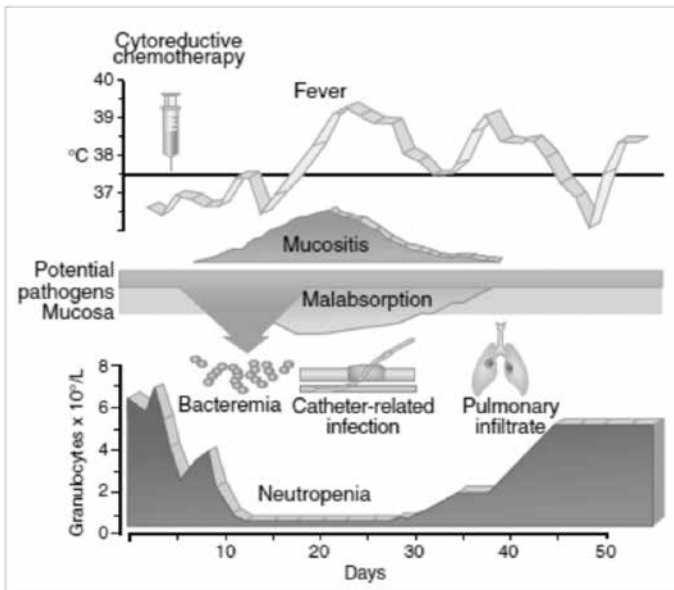 Cytoreductive
chemotherapy
40
Fever
39
°C
38
37
Mucositis
Potential
pathogens
Malabsorption
Mucosa
8
Bacteremia
Catheter-related
infection
Pulmonary
infiltrate
Granulocytes x 10⁹/L
6
4
Neutropenia
2
0
10
20
30
40
50
Days